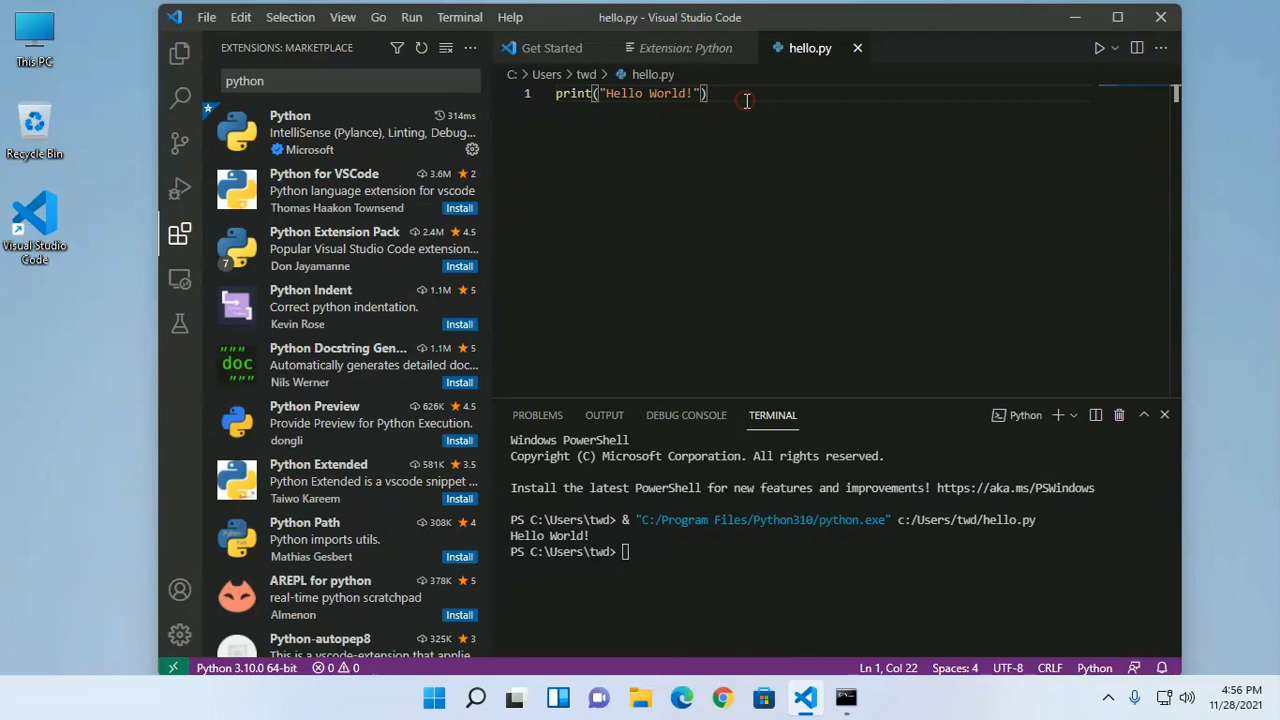 This PC
Recycle Bin
Visual Studio
Code
File Edit Selection View Go Run Terminal Help
hello.py - Visual Studio Code
EXTENSIONS: MARKETPLACE
python
Python 314ms
IntelliSense (Pylance), Linting, Debug...
Microsoft
Python for VSCode 3.6M 2
Python language extension for vscode
Thomas Haakon Townsend Install
Python Extension Pack 2.4M 4.5
Popular Visual Studio Code extension...
7
Don Jayamanne Install
Python Indent 1.1M 5
Correct python indentation.
Kevin Rose Install
Python Docstring Gen... 1.1M 5
"""
doc
"""
Automatically generates detailed doc...
Nils Werner Install
Python Preview 626K 4.5
Provide Preview for Python Execution.
dongli Install
Python Extended 581K 3.5
Python Extended is a vscode snippet ...
Taiwo Kareem Install
Python Path 308K 4
Python imports utils.
Mathias Gesbert Install
AREPL for python 378K 5
real-time python scratchpad
Almenon Install
Python-autopep8 325K 3
This is a vscode-extension that applie...
Get Started Extension: Python hello.py
C: > Users > twd > hello.py
1 print("Hello World!")
PROBLEMS OUTPUT DEBUG CONSOLE TERMINAL
Python
Windows PowerShell
Copyright (C) Microsoft Corporation. All rights reserved.
Install the latest PowerShell for new features and improvements! https://aka.ms/PSWindows
PS C:\Users\twd> & "C:/Program Files/Python310/python.exe" c:/Users/twd/hello.py
Hello World!
PS C:\Users\twd>
Python 3.10.0 64-bit 0 0
Ln 1, Col 22 Spaces: 4 UTF-8 CRLF Python
4:56 PM
11/28/2021